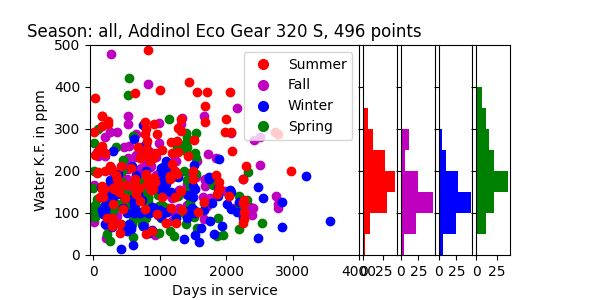 Season: all, Addinol Eco Gear 320 S, 496 points
Water K.F. in ppm
500
400
300
200
100
0
Summer
Fall
Winter
Spring
0 1000 2000 3000 4000 0 25 0 25 0 25 0 25
Days in service